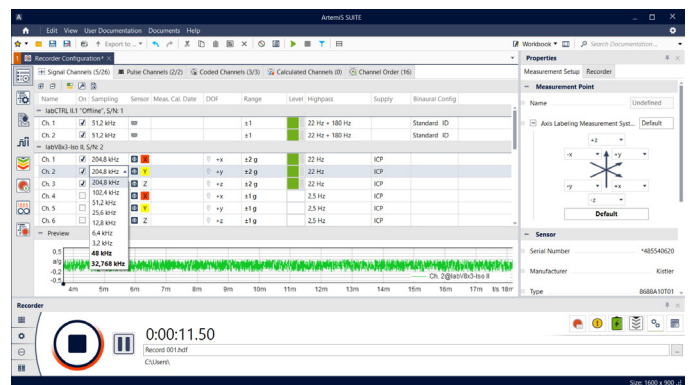 ArtemiS SUITE
Edit View User Documentation Documents Help
Export to ...
Workbook
Search Documentation...
1 Recorder Configuration* ×
Properties
Signal Channels (5/26) Pulse Channels (2/2) Coded Channels (3/3) Calculated Channels (0) Channel Order (16)
Measurement Setup Recorder
Name On Sampling Sensor Meas. Cal. Date DOF Range Level Highpass Supply Binaural Config
− labCTRL II.1 "Offline", S/N: 1
Ch. 1 51,2 kHz ±1 22 Hz + 180 Hz Standard ID
Ch. 2 51,2 kHz ±1 22 Hz + 180 Hz Standard ID
− labV8x3-Iso II, S/N: 2
Ch. 1 204,8 kHz X +x ±2 g 22 Hz ICP
Ch. 2 204,8 kHz Y +y ±2 g 22 Hz ICP
Ch. 3 204,8 kHz Z +z ±2 g 22 Hz ICP
Ch. 4 X +x ±1 g 2,5 Hz ICP
Ch. 5 Y +y ±1 g 2,5 Hz ICP
Ch. 6 Z +z ±1 g 2,5 Hz ICP
102,4 kHz
51,2 kHz
25,6 kHz
12,8 kHz
6,4 kHz
3,2 kHz
48 kHz
32,768 kHz
− Preview
0.5
a/g
-0.2
-0.5
Ch. 2@labV8x3-Iso II
4m 5m 6m 7m 8m 9m 10m 11m 12m 13m 14m 15m 16m 17m t/s 18m
− Measurement Point
Name Undefined
Axis Labeling Measurement Syst... Default
+z
-x +y
-y +x
-z
Default
− Sensor
Serial Number *485540620
Manufacturer Kistler
Type 8688A10T01
Recorder
0:00:11.50
Record 001.hdf
C:\Users\
...
Size: 1600 x 900